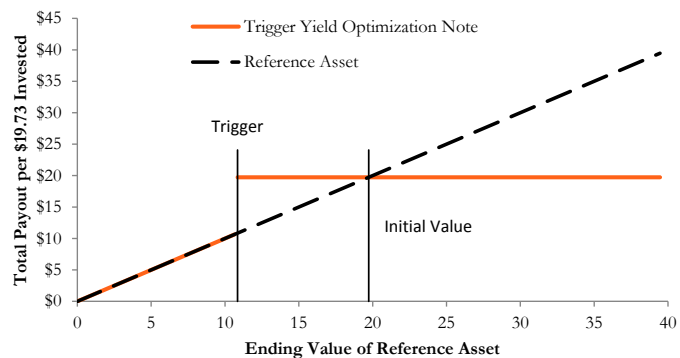 $45
$40
$35
$30
$25
$20
$15
$10
$5
$0
Total Payout per $19.73 Invested
Trigger Yield Optimization Note
Reference Asset
Trigger
Initial Value
0 5 10 15 20 25 30 35 40
Ending Value of Reference Asset